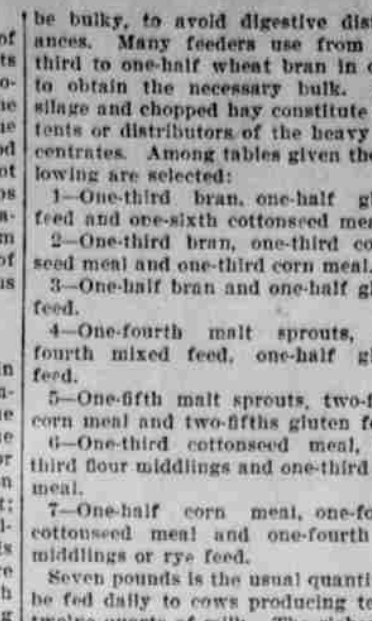 be bulky, to avoid digestive dis
ances. Many feeders use from
third to one-half wheat bran in o
to obtain the necessary bulk.
silage and chopped hay constitute
tents or distributors of the heavy
centrates. Among tables given the
lowing are selected:
1—One-third bran, one-half gl
feed and one-sixth cottonseed mea
2—One-third bran, one-third co
seed meal and one-third corn meal.
3—One-half bran and one-half gl
feed.
4—One-fourth malt sprouts,
fourth mixed feed, one-half gl
feed.
5—One-fifth malt sprouts, two-f
corn meal and two-fifths gluten f
6—One-third cottonseed meal,
third flour middlings and one-third
meal.
7—One-half corn meal, one-fo
cottonseed meal and one-fourth
middlings or rye feed.
Seven pounds is the usual quanti
be fed daily to cows producing te